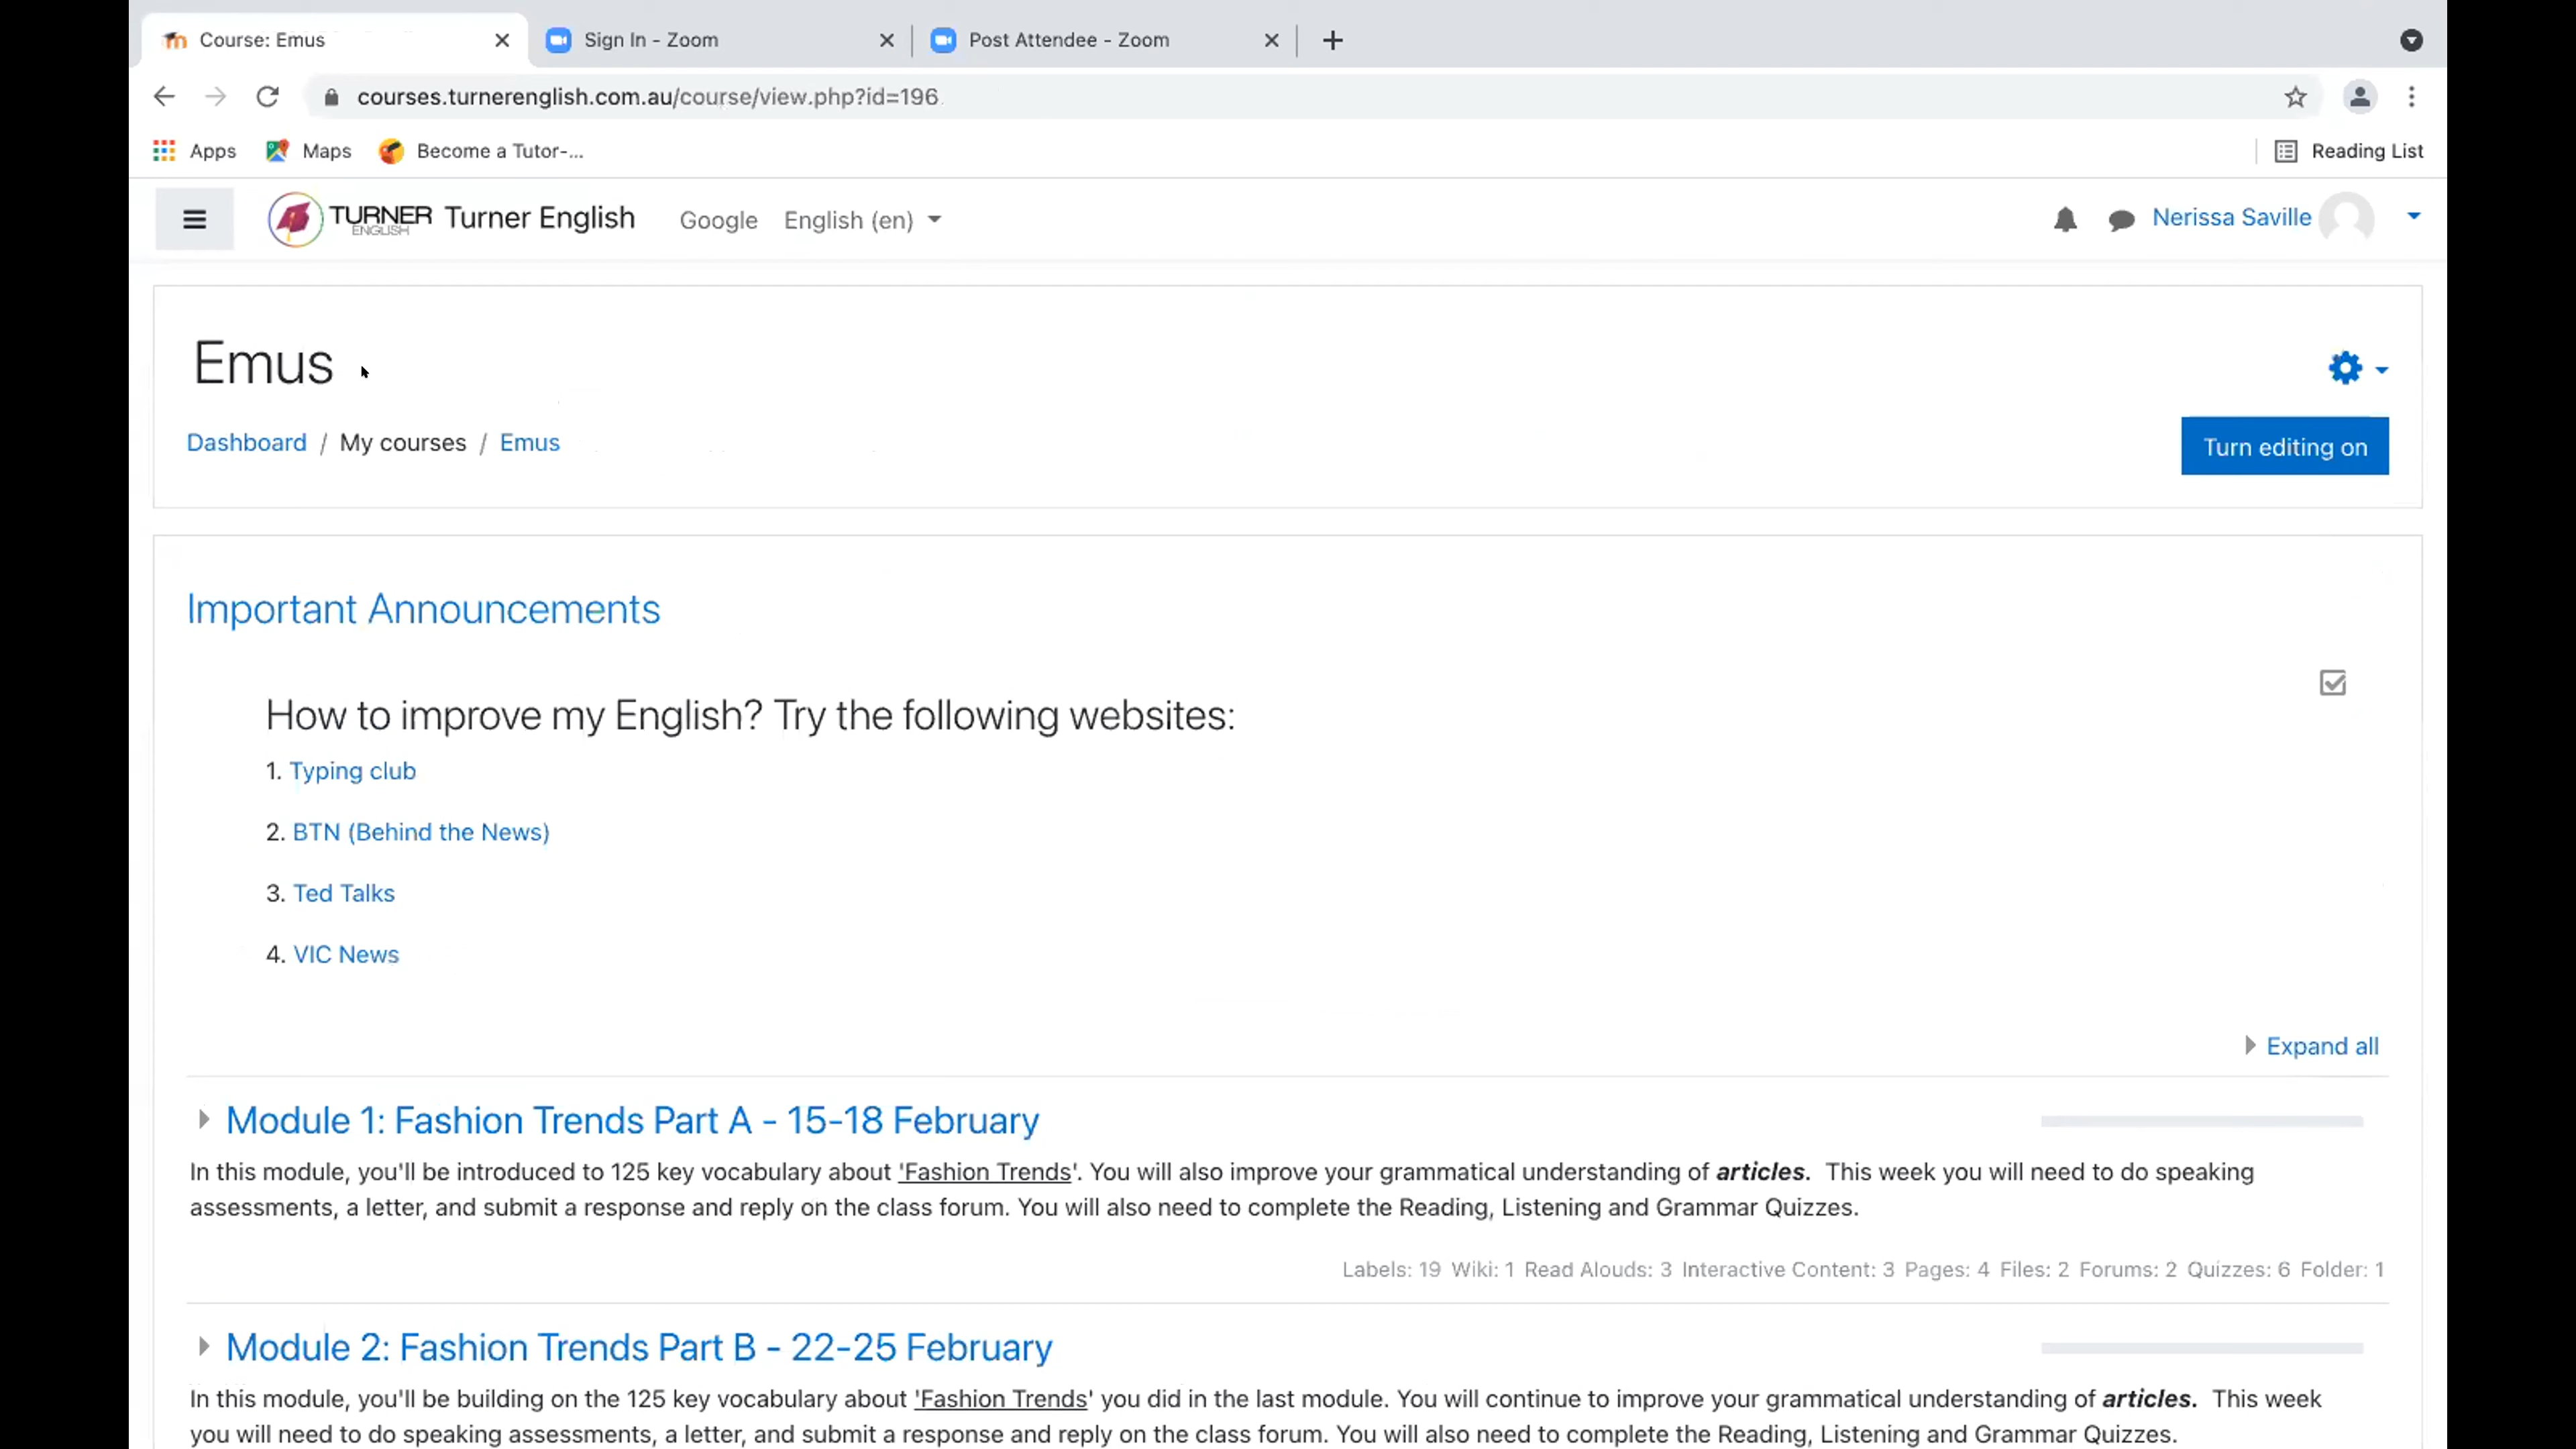 Course: Emus
Sign In - Zoom
Post Attendee - Zoom
courses.turnerenglish.com.au/course/view.php?id=196
Apps
Maps
Become a Tutor-...
Reading List
TURNER
ENGLISH
Turner English
Google
English (en)
Nerissa Saville
Emus
Dashboard / My courses / Emus
Turn editing on
Important Announcements
How to improve my English? Try the following websites:
1. Typing club
2. BTN (Behind the News)
3. Ted Talks
4. VIC News
Expand all
Module 1: Fashion Trends Part A - 15-18 February
In this module, you'll be introduced to 125 key vocabulary about 'Fashion Trends'. You will also improve your grammatical understanding of articles. This week you will need to do speaking
assessments, a letter, and submit a response and reply on the class forum. You will also need to complete the Reading, Listening and Grammar Quizzes.
Labels: 19 Wiki: 1 Read Alouds: 3 Interactive Content: 3 Pages: 4 Files: 2 Forums: 2 Quizzes: 6 Folder: 1
Module 2: Fashion Trends Part B - 22-25 February
In this module, you'll be building on the 125 key vocabulary about 'Fashion Trends' you did in the last module. You will continue to improve your grammatical understanding of articles. This week
you will need to do speaking assessments, a letter, and submit a response and reply on the class forum. You will also need to complete the Reading, Listening and Grammar Quizzes.